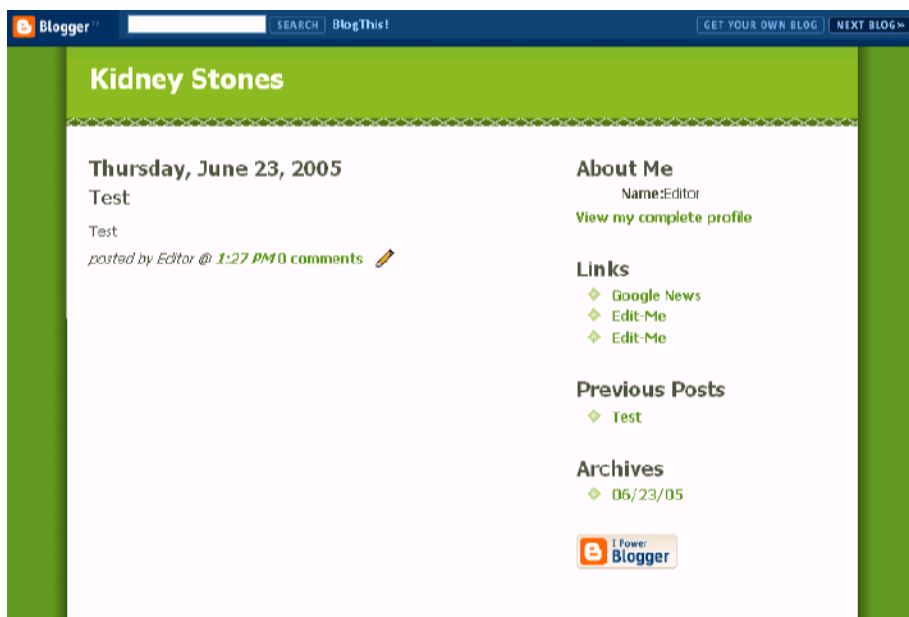 Blogger SEARCH BlogThis! GET YOUR OWN BLOG NEXT BLOG»
Kidney Stones
Thursday, June 23, 2005
Test
Test
posted by Editor @ 1:27 PM 0 comments
About Me
Name:Editor
View my complete profile
Links
Google News
Edit-Me
Edit-Me
Previous Posts
Test
Archives
06/23/05
I Power
Blogger